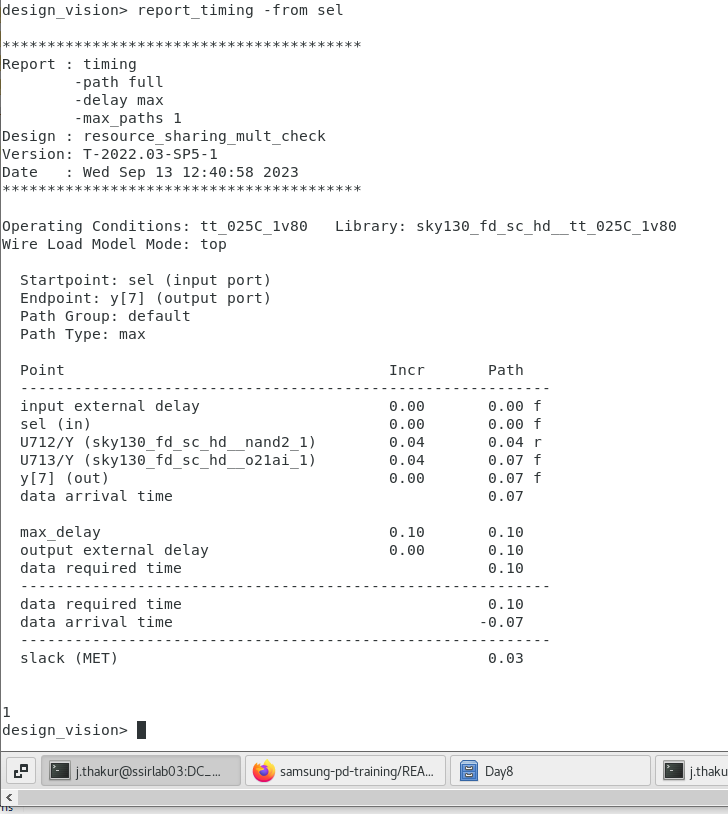 design_vision> report_timing -from sel
****************************************
Report : timing
        -path full
        -delay max
        -max_paths 1
Design : resource_sharing_mult_check
Version: T-2022.03-SP5-1
Date   : Wed Sep 13 12:40:58 2023
****************************************
Operating Conditions: tt_025C_1v80   Library: sky130_fd_sc_hd__tt_025C_1v80
Wire Load Model Mode: top
  Startpoint: sel (input port)
  Endpoint: y[7] (output port)
  Path Group: default
  Path Type: max
  Point                                    Incr       Path
  -----------------------------------------------------------
  input external delay                     0.00       0.00 f
  sel (in)                                 0.00       0.00 f
  U712/Y (sky130_fd_sc_hd__nand2_1)        0.04       0.04 r
  U713/Y (sky130_fd_sc_hd__o21ai_1)        0.04       0.07 f
  y[7] (out)                               0.00       0.07 f
  data arrival time                                   0.07
  max_delay                                0.10       0.10
  output external delay                    0.00       0.10
  data required time                                  0.10
  -----------------------------------------------------------
  data required time                                  0.10
  data arrival time                                  -0.07
  -----------------------------------------------------------
  slack (MET)                                         0.03
1
design_vision>
j.thakur@ssirlab03:DC_... samsung-pd-training/REA... Day8 j.thaku